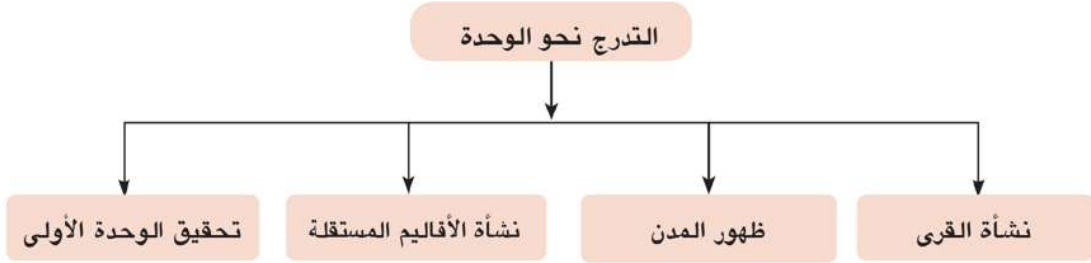 التدرج نحو الوحدة
نشأة القرى
ظهور المدن
نشأة الأقاليم المستقلة
تحقيق الوحدة الأولى